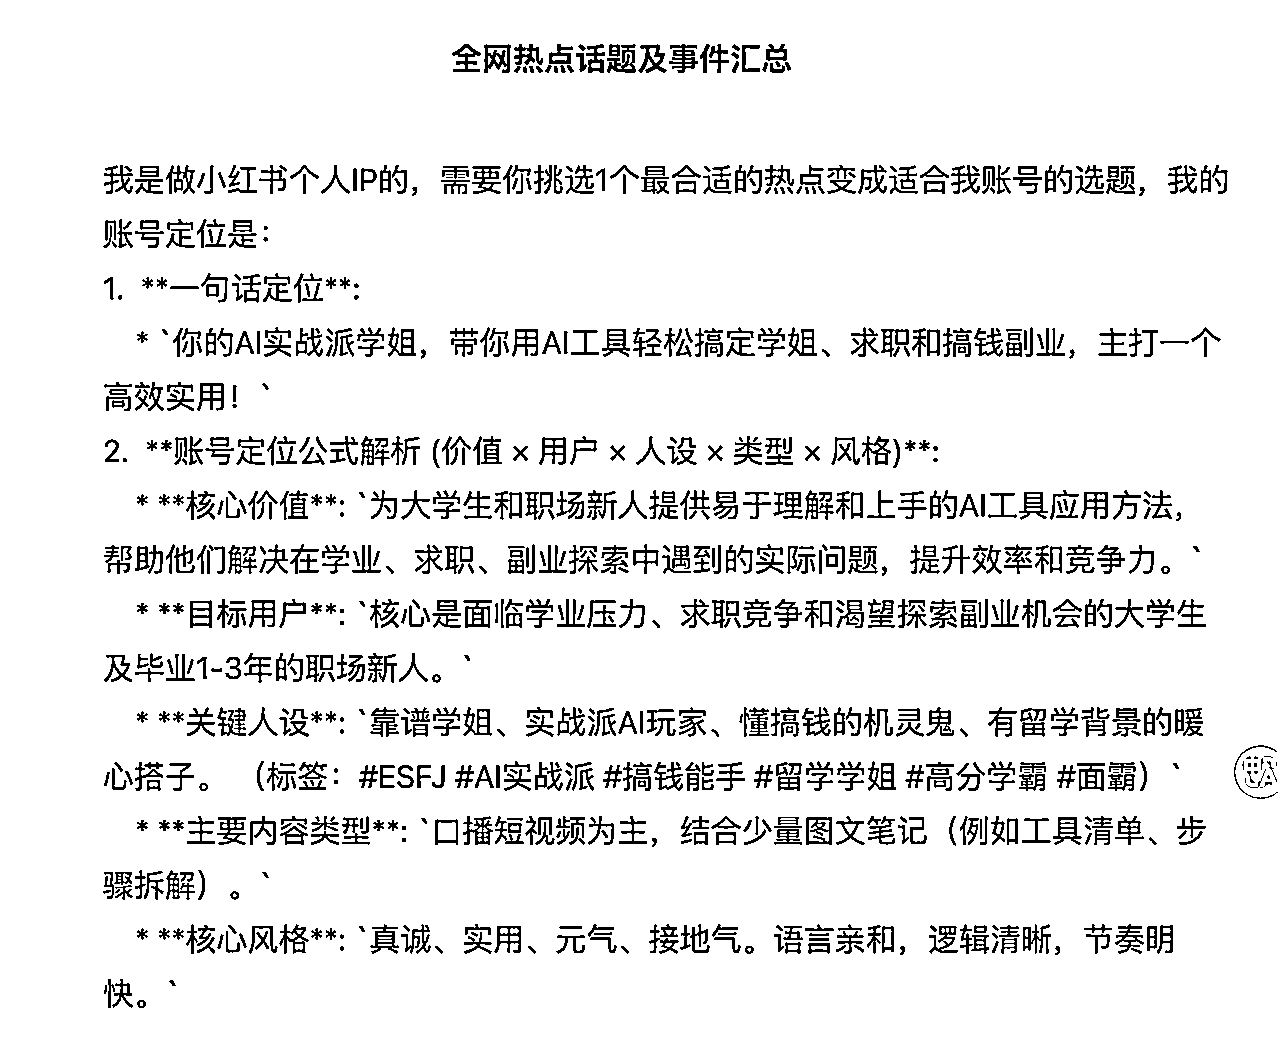 全网热点话题及事件汇总
我是做小红书个人IP的，需要你挑选1个最合适的热点变成适合我账号的选题，我的
账号定位是：
1.  **一句话定位**:
* `你的AI实战派学姐，带你用AI工具轻松搞定学姐、求职和搞钱副业，主打一个
高效实用！`
2.  **账号定位公式解析 (价值 × 用户 × 人设 × 类型 × 风格)**:
* **核心价值**: `为大学生和职场新人提供易于理解和上手的AI工具应用方法，
帮助他们解决在学业、求职、副业探索中遇到的实际问题，提升效率和竞争力。`
* **目标用户**: `核心是面临学业压力、求职竞争和渴望探索副业机会的大学生
及毕业1-3年的职场新人。`
* **关键人设**: `靠谱学姐、实战派AI玩家、懂搞钱的机灵鬼、有留学背景的暖
心搭子。（标签：#ESFJ #AI实战派 #搞钱能手 #留学学姐 #高分学霸 #面霸）`
* **主要内容类型**: `口播短视频为主，结合少量图文笔记（例如工具清单、步
骤拆解）。`
* **核心风格**: `真诚、实用、元气、接地气。语言亲和，逻辑清晰，节奏明
快。`